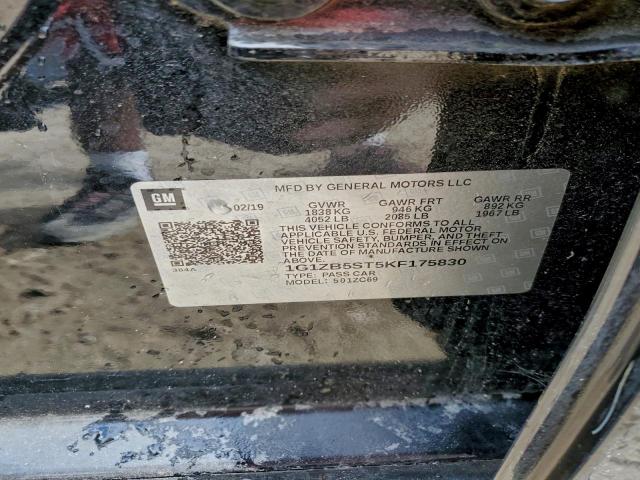 MFD BY GENERAL MOTORS LLC
GM
02/19
GVWR GAWR FRT GAWR RR
1838 KG 946 KG 892 KG
4052 LB 2085 LB 1967 LB
THIS VEHICLE CONFORMS TO ALL
APPLICABLE U.S. FEDERAL MOTOR
VEHICLE SAFETY, BUMPER, AND THEFT
PREVENTION STANDARDS IN EFFECT ON
THE DATE OF MANUFACTURE SHOWN
ABOVE.
1G1ZB5ST5KF175830
TYPE: PASS CAR
MODEL: 501ZC69
304A